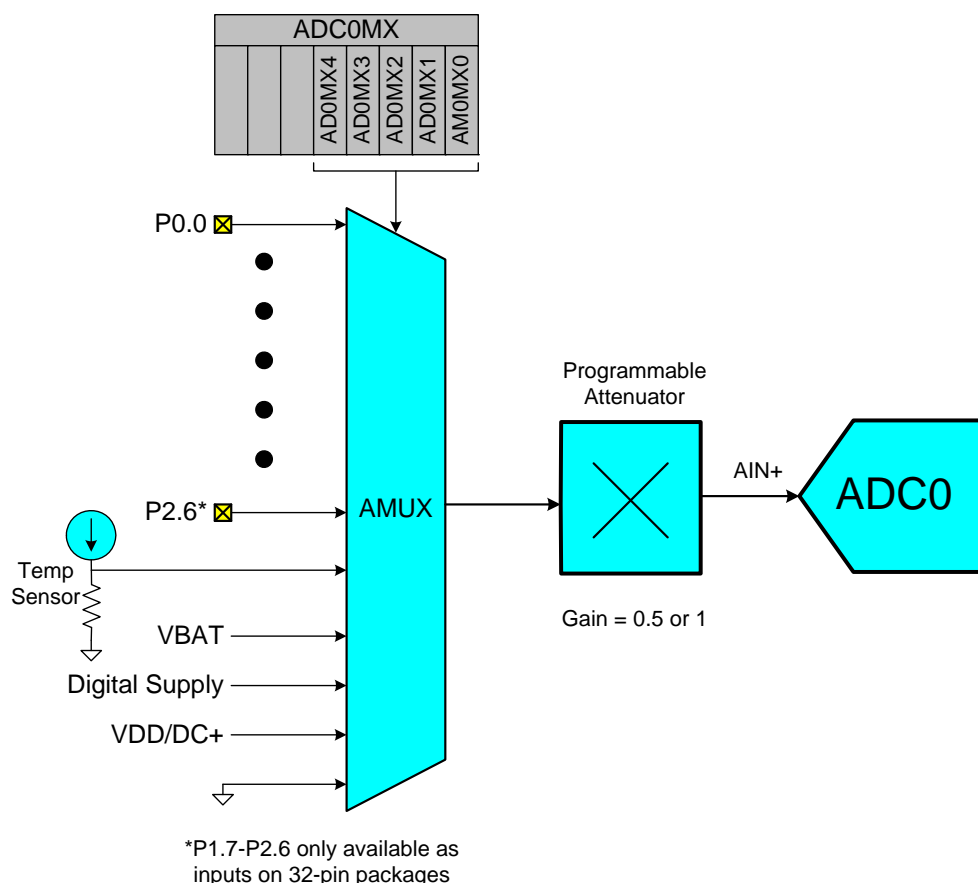 ADC0MX
AD0MX4
AD0MX3
AD0MX2
AD0MX1
AM0MX0
P0.0
Programmable
Attenuator
AIN+
ADC0
P2.6*
AMUX
Temp
Sensor
Gain = 0.5 or 1
VBAT
Digital Supply
VDD/DC+
*P1.7-P2.6 only available as
inputs on 32-pin packages